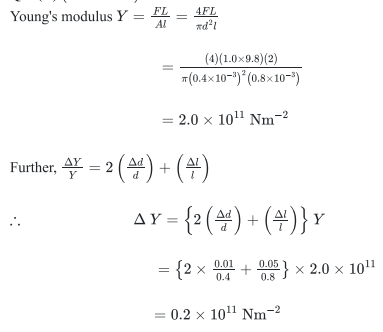 Young's modulus Y = FL/Al = 4FL/πd²l
= (4)(1.0×9.8)(2)/π(0.4×10⁻³)²(0.8×10⁻³)
= 2.0 × 10¹¹ Nm⁻²
Further, ΔY/Y = 2(Δd/d) + (Δl/l)
∴ Δ Y = {2(Δd/d) + (Δl/l)} Y
= {2 × 0.01/0.4 + 0.05/0.8} × 2.0 × 10¹¹
= 0.2 × 10¹¹ Nm⁻²